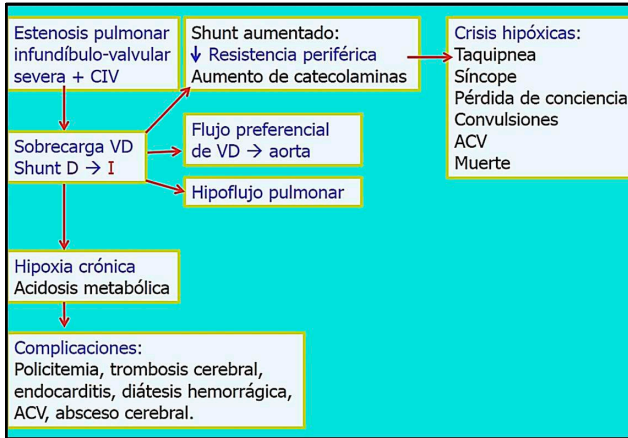 Estenosis pulmonar
infundíbulo-valvular
severa + CIV
Shunt aumentado:
↓ Resistencia periférica
Aumento de catecolaminas
Crisis hipóxicas:
Taquipnea
Síncope
Pérdida de conciencia
Convulsiones
ACV
Muerte
Sobrecarga VD
Shunt D → I
Flujo preferencial
de VD → aorta
Hipoflujo pulmonar
Hipoxia crónica
Acidosis metabólica
Complicaciones:
Policitemia, trombosis cerebral,
endocarditis, diátesis hemorrágica,
ACV, absceso cerebral.